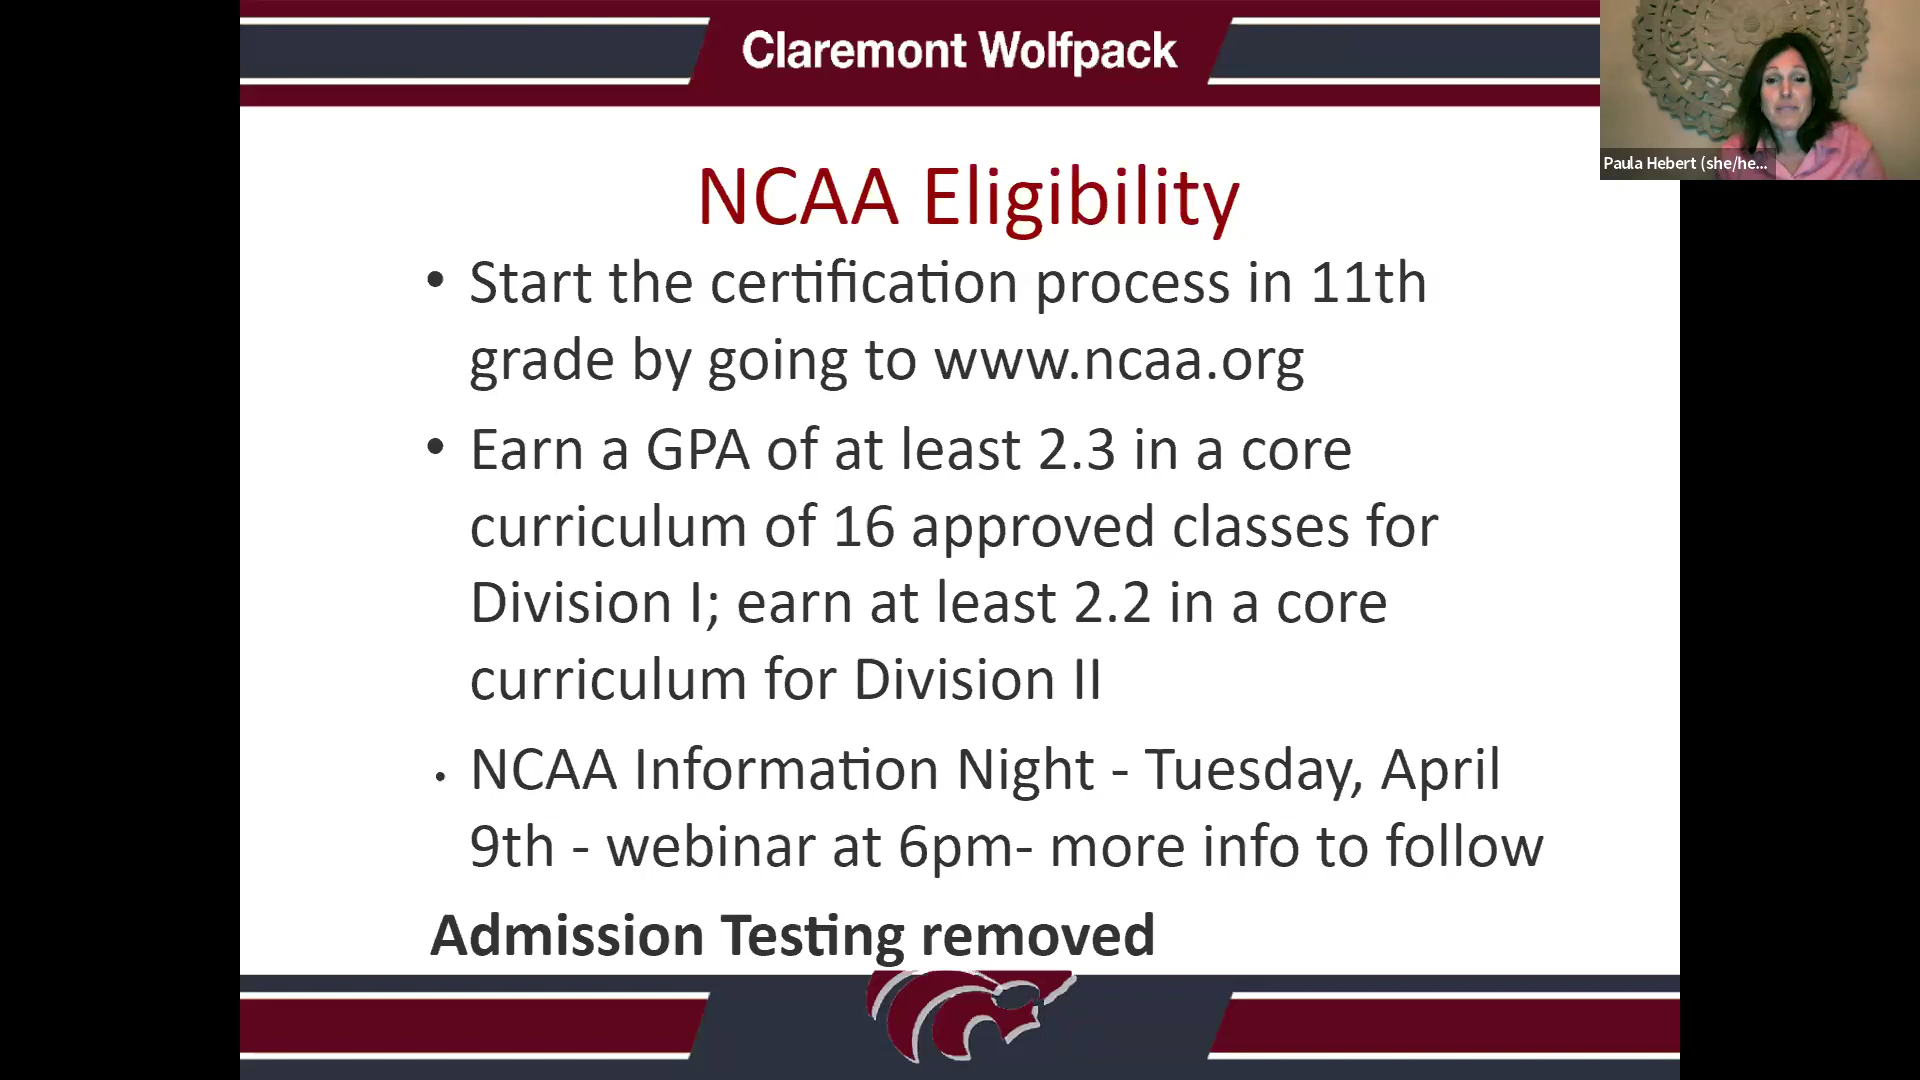 Claremont Wolfpack
Paula Hebert (she/he...
NCAA Eligibility
• Start the certification process in 11th
grade by going to www.ncaa.org
• Earn a GPA of at least 2.3 in a core
curriculum of 16 approved classes for
Division I; earn at least 2.2 in a core
curriculum for Division II
• NCAA Information Night - Tuesday, April
9th - webinar at 6pm- more info to follow
Admission Testing removed